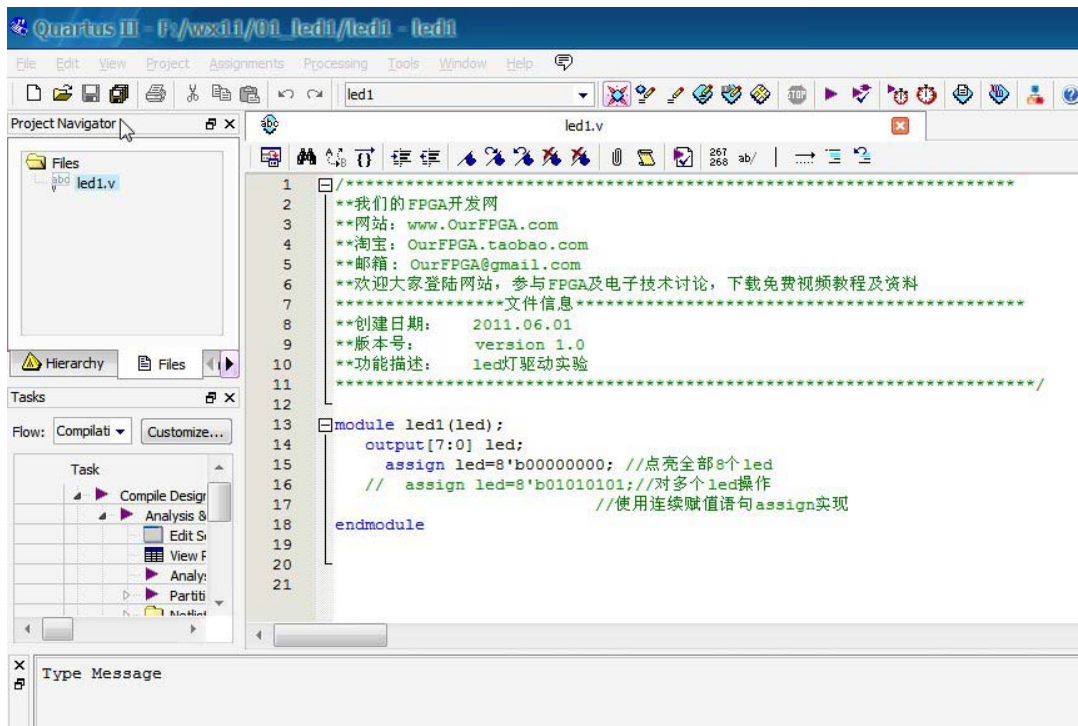 Quartus II - F:/wx11/01_led1/led1 - led1
File Edit View Project Assignments Processing Tools Window Help
led1
Project Navigator
Files
led1.v
Hierarchy
Files
Tasks
Flow: Compilati
Customize...
Task
Compile Desigr
Analysis &
Edit S
View F
Analy
Partiti
led1.v
267
268
ab/
1 /*******************************************************************
2 **我们的FPGA开发网
3 **网站：www.OurFPGA.com
4 **淘宝：OurFPGA.taobao.com
5 **邮箱：OurFPGA@gmail.com
6 **欢迎大家登陆网站，参与FPGA及电子技术讨论，下载免费视频教程及资料
7 *****************文件信息*********************************************
8 **创建日期： 2011.06.01
9 **版本号： version 1.0
10 **功能描述： led灯驱动实验
11 **********************************************************************/
12
13 module led1(led);
14 output[7:0] led;
15 assign led=8'b00000000; //点亮全部8个led
16 // assign led=8'b01010101;//对多个led操作
17 //使用连续赋值语句assign实现
18 endmodule
19
20
21
Type Message